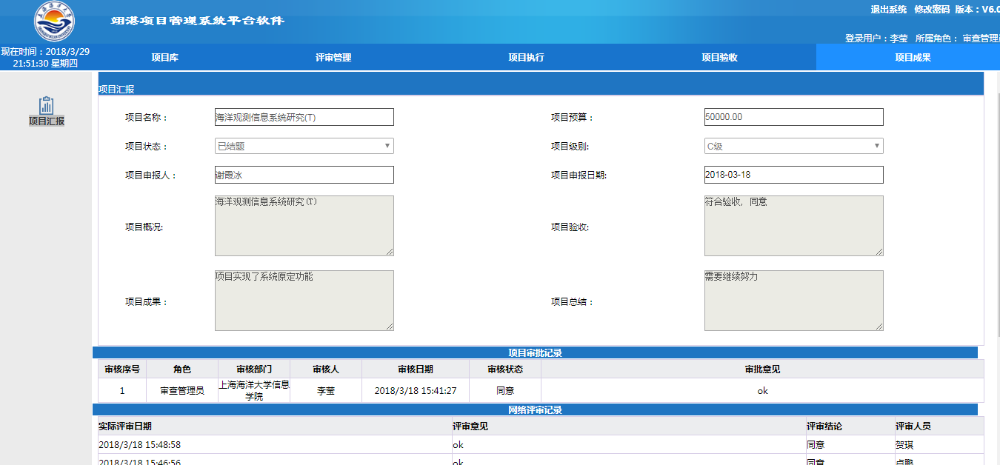 退出系统 修改密码 版本：V6.0
翊湛项目管理系统平台软件
登录用户：李莹 所属角色： 审查管理员
现在时间：2018/3/29
21:51:30 星期四
项目库 评审管理 项目执行 项目验收 项目成果
项目汇报
项目汇报
项目名称： 海洋观测信息系统研究(T) 项目预算： 50000.00
项目状态： 已结题 项目级别: C级
项目申报人： 谢霞冰 项目申报日期: 2018-03-18
项目概况: 海洋观测信息系统研究(T) 项目验收: 符合验收, 同意
项目成果： 项目实现了系统原定功能 项目总结： 需要继续努力
项目审批记录
审核序号 角色 审核部门 审核人 审核日期 审核状态 审批意见
1 审查管理员 上海海洋大学信息学院 李莹 2018/3/18 15:41:27 同意 ok
网络评审记录
实际评审日期 评审意见 评审结论 评审人员
2018/3/18 15:48:58 ok 同意 贺琪
2018/3/18 15:46:56 ok 同意 卢鹏